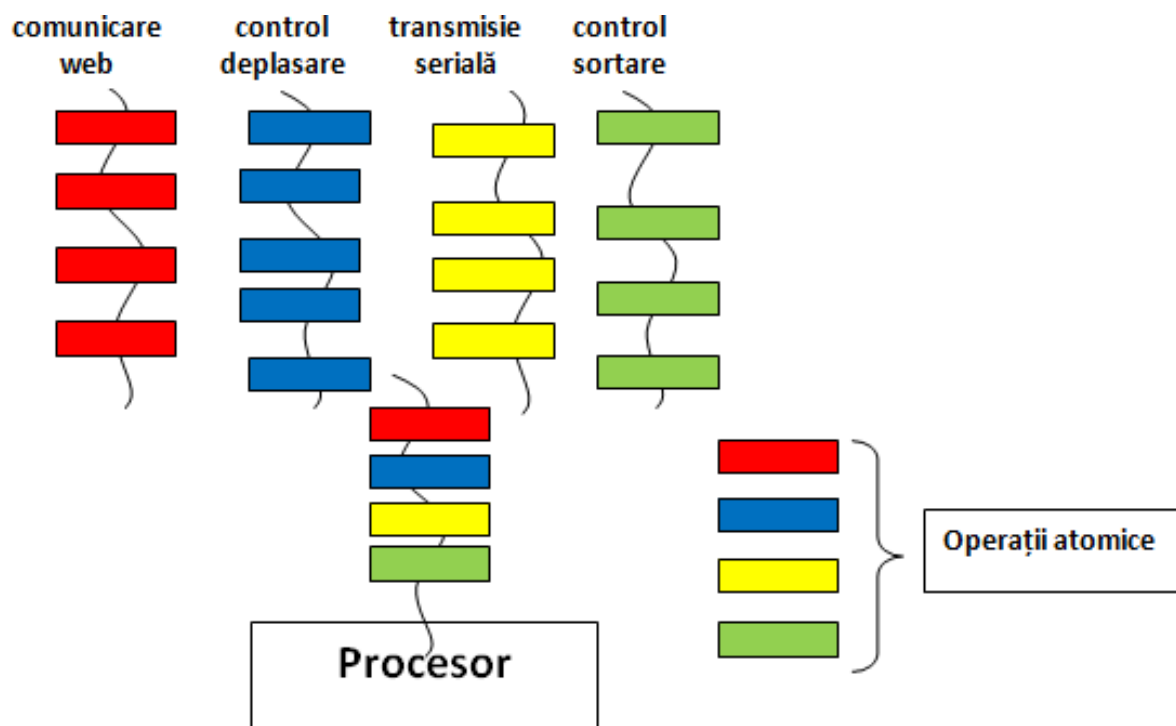 comunicare
web
control
deplasare
transmisie
serială
control
sortare
Operații atomice
Procesor